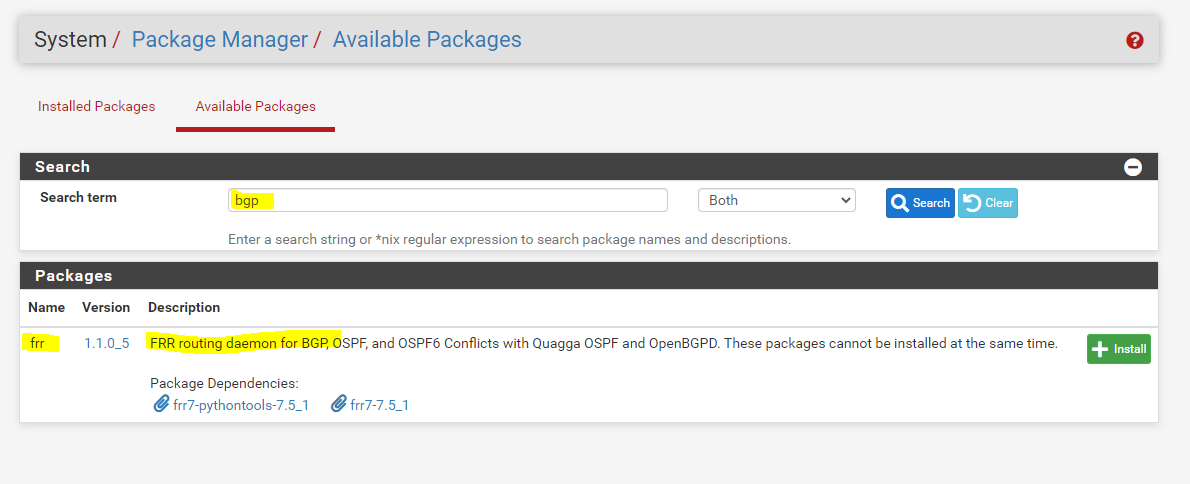 System / Package Manager / Available Packages
Installed Packages Available Packages
Search
Search term bgp Both Search Clear
Enter a search string or *nix regular expression to search package names and descriptions.
Packages
Name Version Description
frr 1.1.0_5 FRR routing daemon for BGP, OSPF, and OSPF6 Conflicts with Quagga OSPF and OpenBGPD. These packages cannot be installed at the same time. Install
Package Dependencies:
frr7-pythontools-7.5_1 frr7-7.5_1